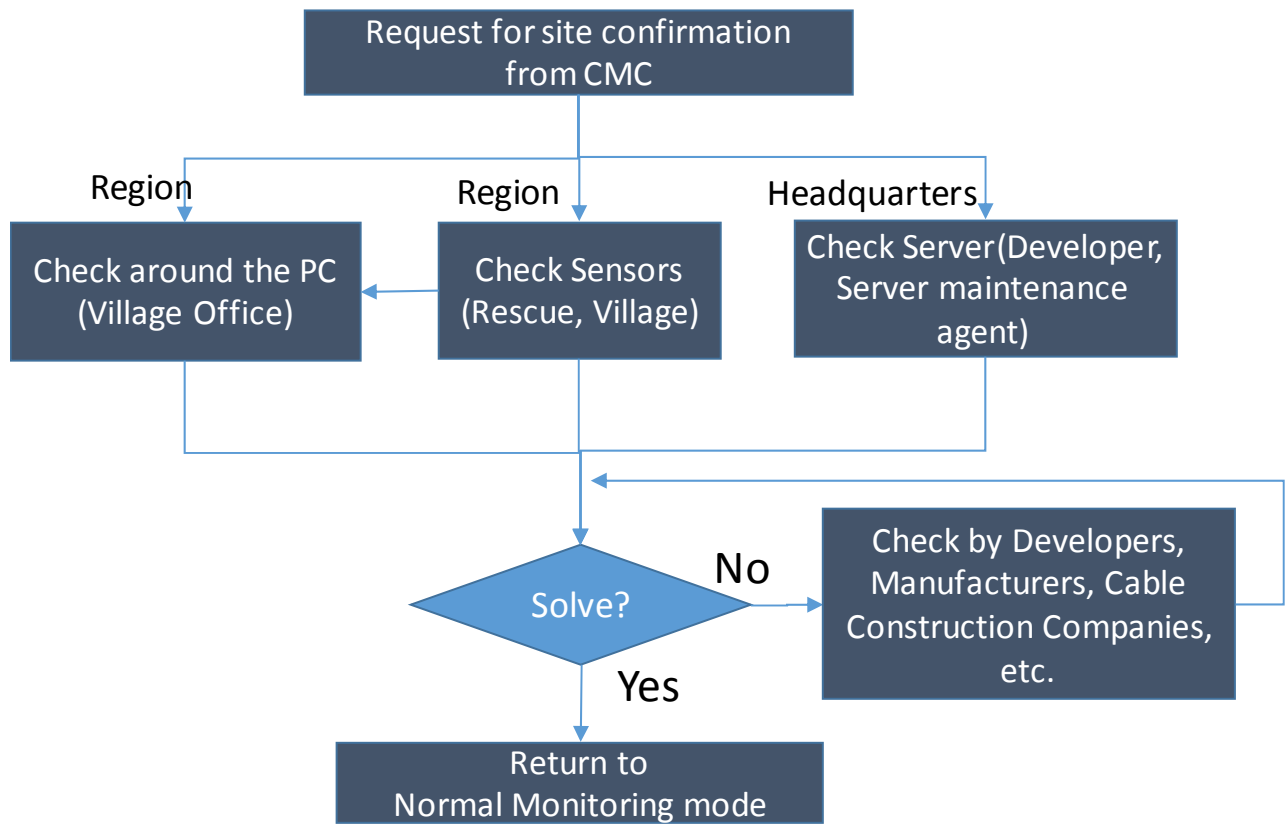 Request for site confirmation
from CMC
Region
Region
Headquarters
Check around the PC
(Village Office)
Check Sensors
(Rescue, Village)
Check Server(Developer,
Server maintenance
agent)
Solve?
No
Check by Developers,
Manufacturers, Cable
Construction Companies,
etc.
Yes
Return to
Normal Monitoring mode